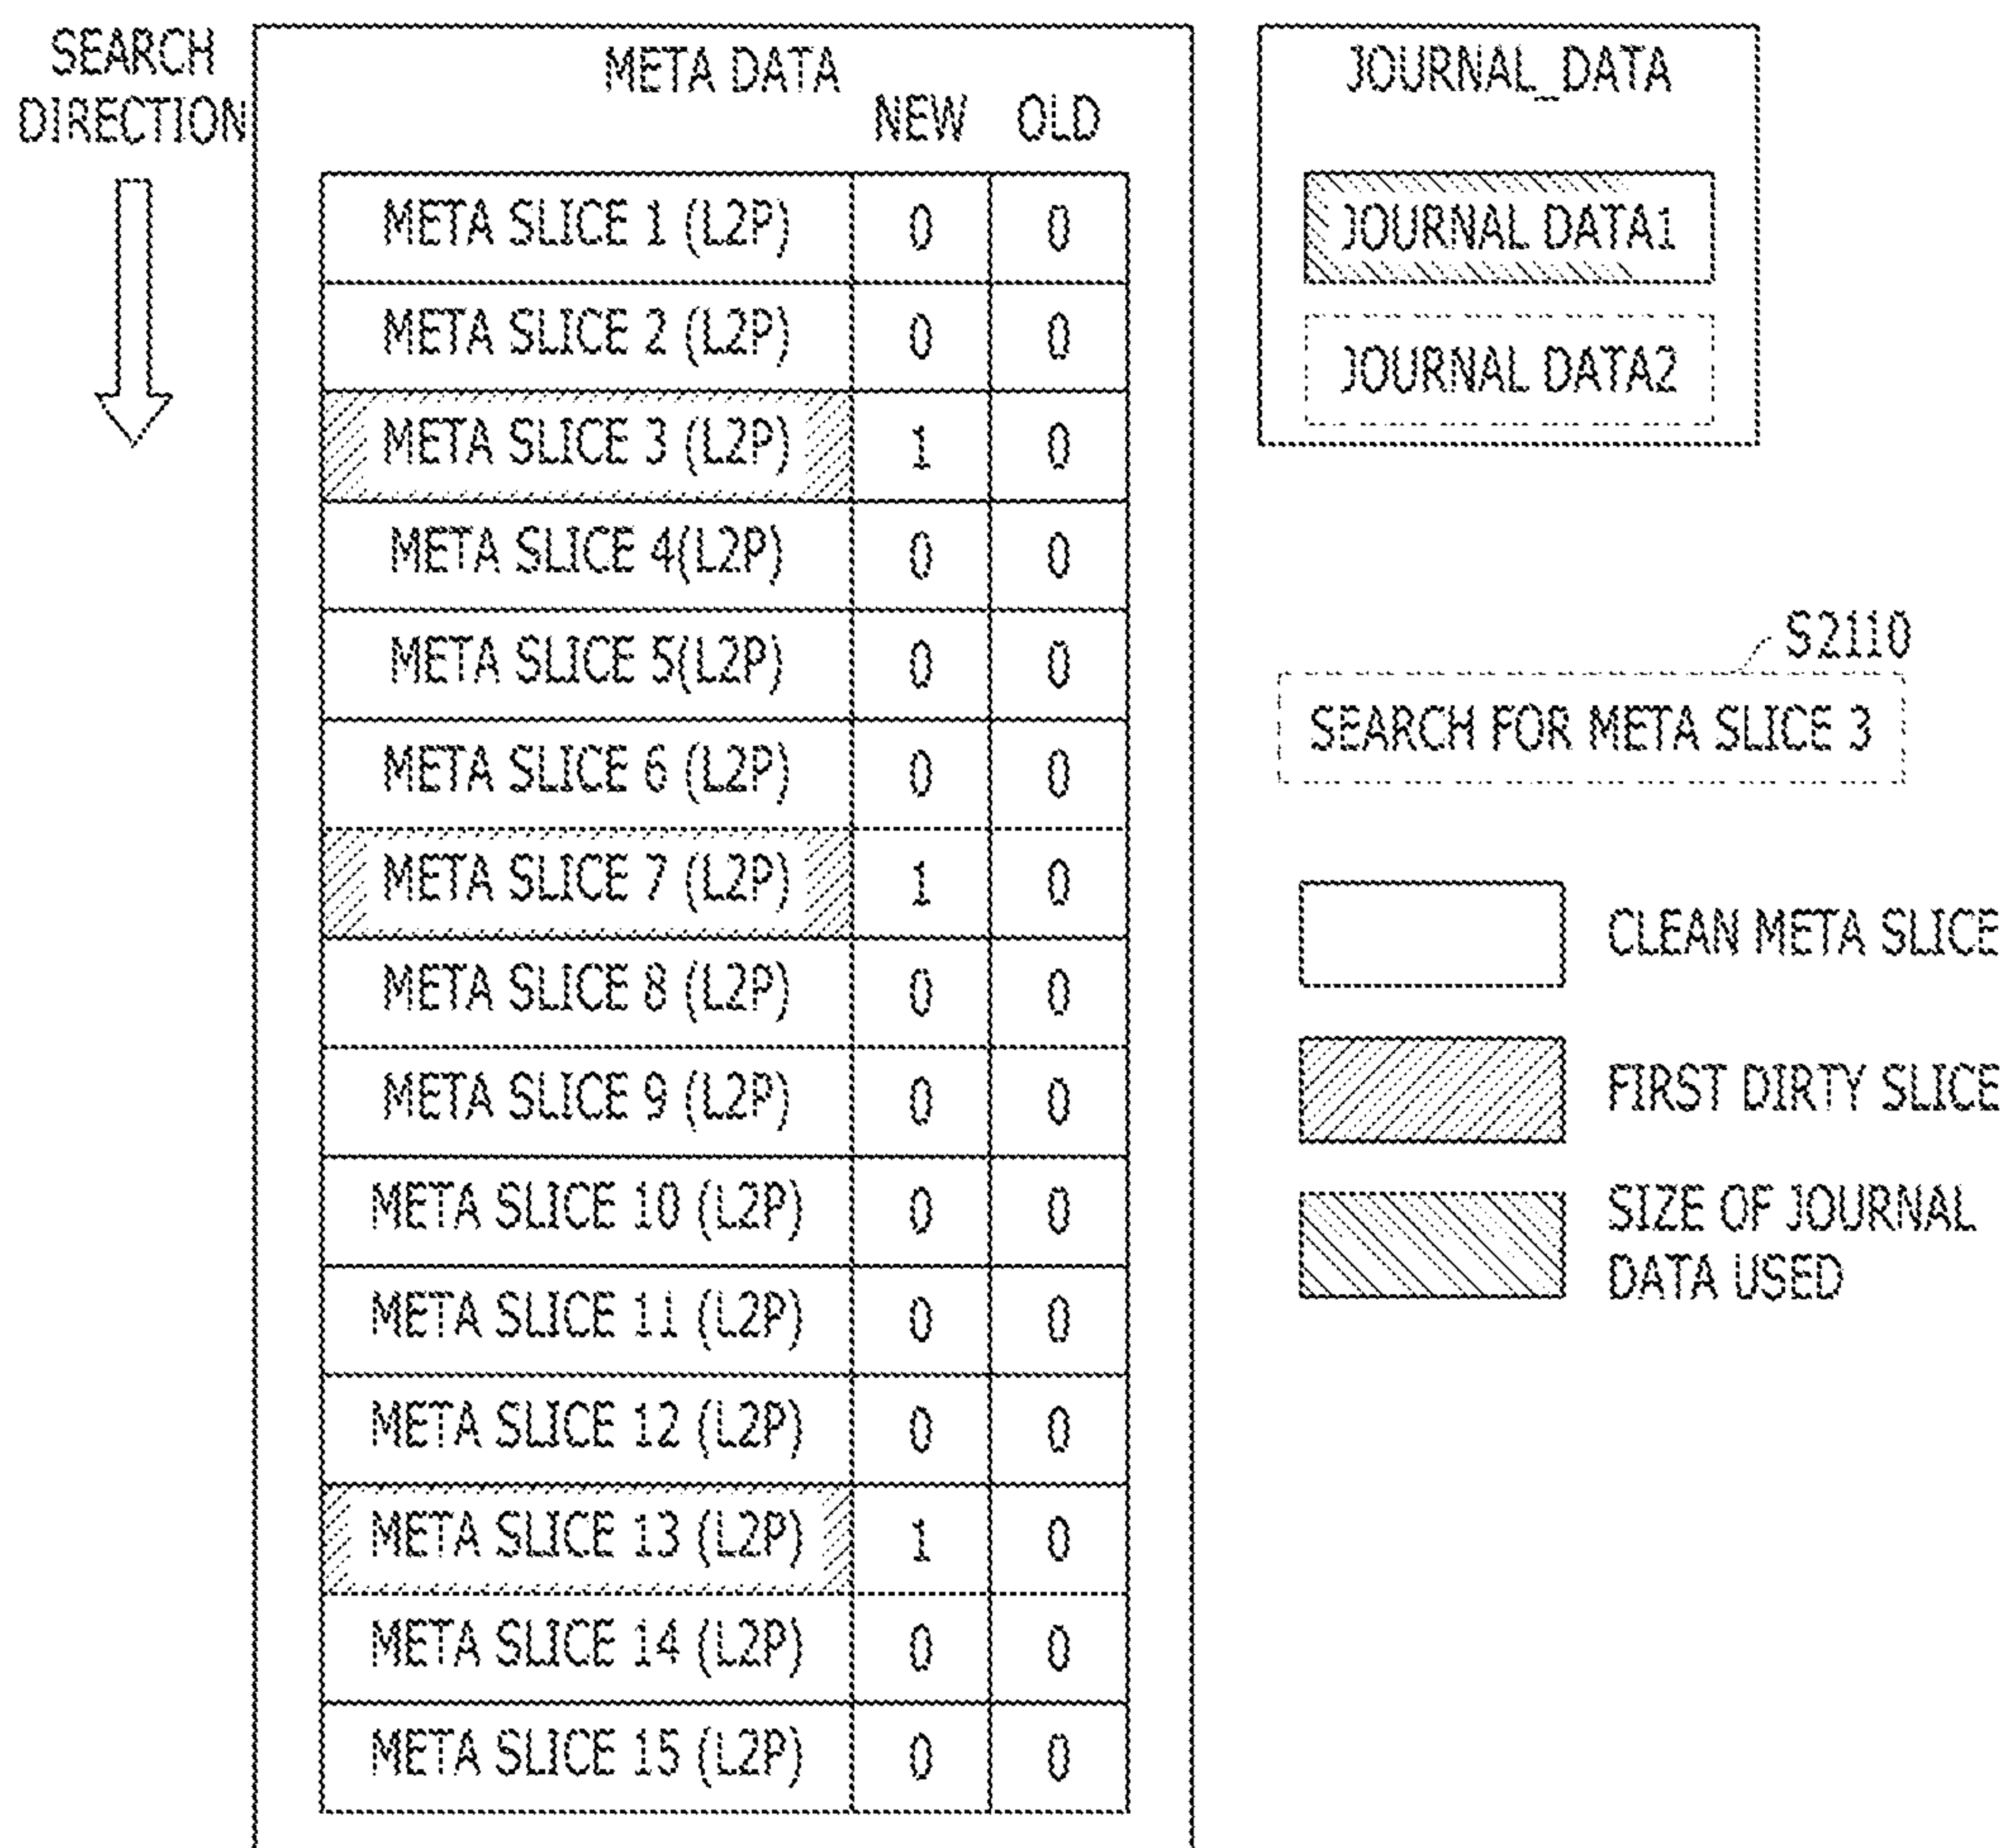 SEARCH
DIRECTION
META DATA
NEW OLD
META SLICE 1 (L2P) 0 0
META SLICE 2 (L2P) 0 0
META SLICE 3 (L2P) 1 0
META SLICE 4(L2P) 0 0
META SLICE 5(L2P) 0 0
META SLICE 6 (L2P) 0 0
META SLICE 7 (L2P) 1 0
META SLICE 8 (L2P) 0 0
META SLICE 9 (L2P) 0 0
META SLICE 10 (L2P) 0 0
META SLICE 11 (L2P) 0 0
META SLICE 12 (L2P) 0 0
META SLICE 13 (L2P) 1 0
META SLICE 14 (L2P) 0 0
META SLICE 15 (L2P) 0 0
JOURNAL_DATA
JOURNAL DATA1
JOURNAL DATA2
S2110
SEARCH FOR META SLICE 3
CLEAN META SLICE
FIRST DIRTY SLICE
SIZE OF JOURNAL
DATA USED